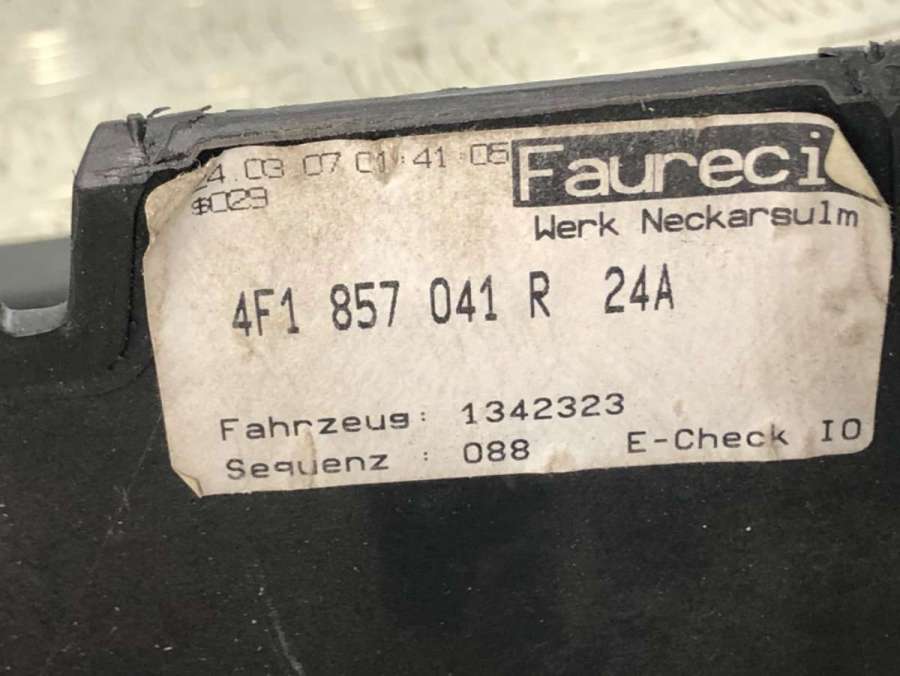 24.03 07 01:41:05
$029
Faureci
Werk Neckarsulm
4F1 857 041 R 24A
Fahrzeug: 1342323
Sequenz : 088
E-Check IO